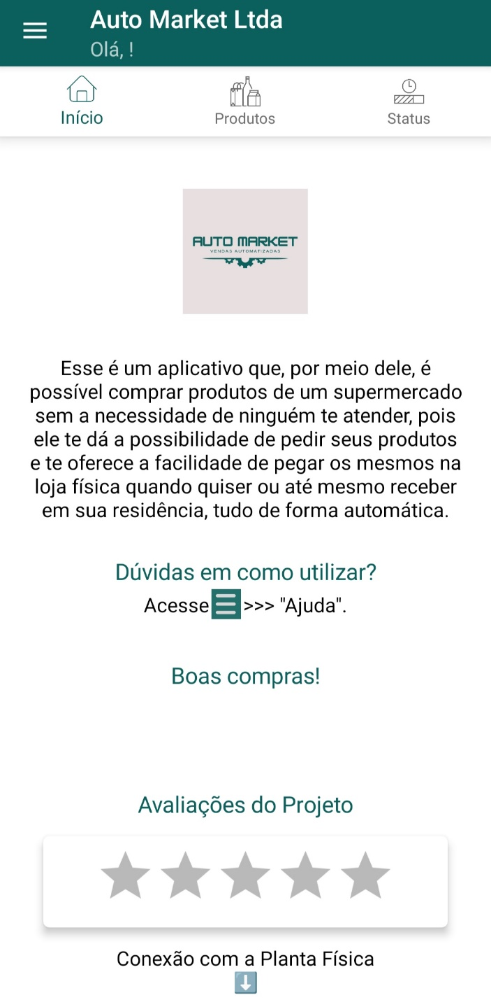 Auto Market Ltda
Olá, !
Início
Produtos
Status
AUTO MARKET
VENDAS AUTOMATIZADAS
Esse é um aplicativo que, por meio dele, é
possível comprar produtos de um supermercado
sem a necessidade de ninguém te atender, pois
ele te dá a possibilidade de pedir seus produtos
e te oferece a facilidade de pegar os mesmos na
loja física quando quiser ou até mesmo receber
em sua residência, tudo de forma automática.
Dúvidas em como utilizar?
Acesse >>> "Ajuda".
Boas compras!
Avaliações do Projeto
Conexão com a Planta Física